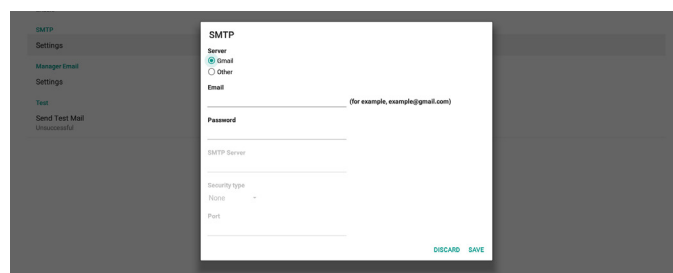 SMTP
Settings
Manager Email
Settings
Test
Send Test Mail
Unsuccessful
SMTP
Server
Gmail
Other
Email
(for example, example@gmail.com)
Password
SMTP Server
Security type
None
Port
DISCARD SAVE